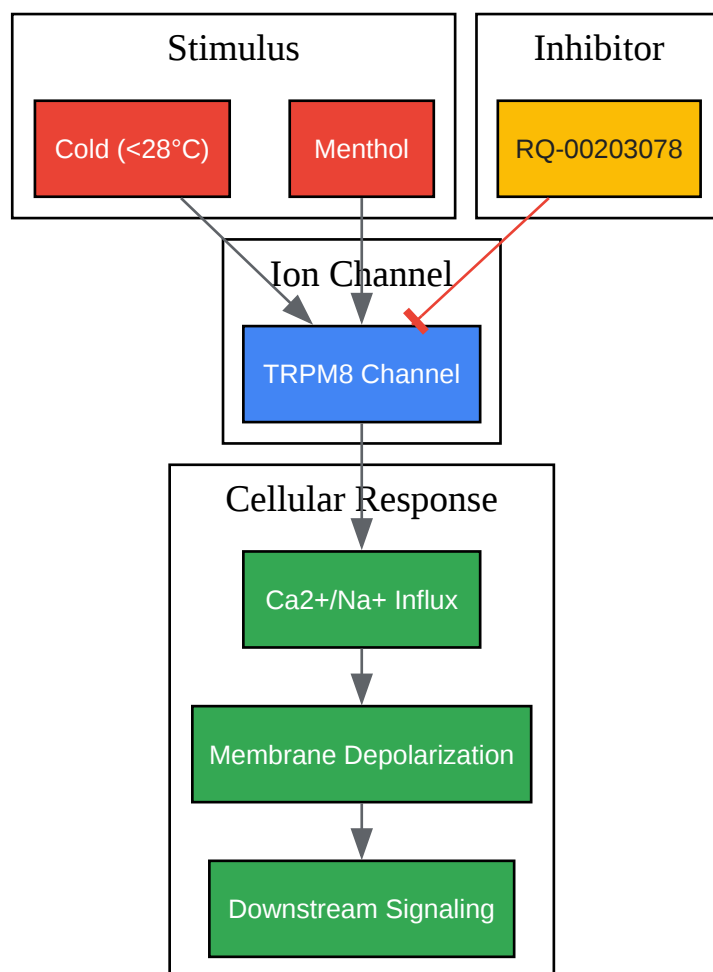 Stimulus
Inhibitor
Cold (<28°C)
Menthol
RQ-00203078
Ion Channel
TRPM8 Channel
Cellular Response
Ca2+/Na+ Influx
Membrane Depolarization
Downstream Signaling